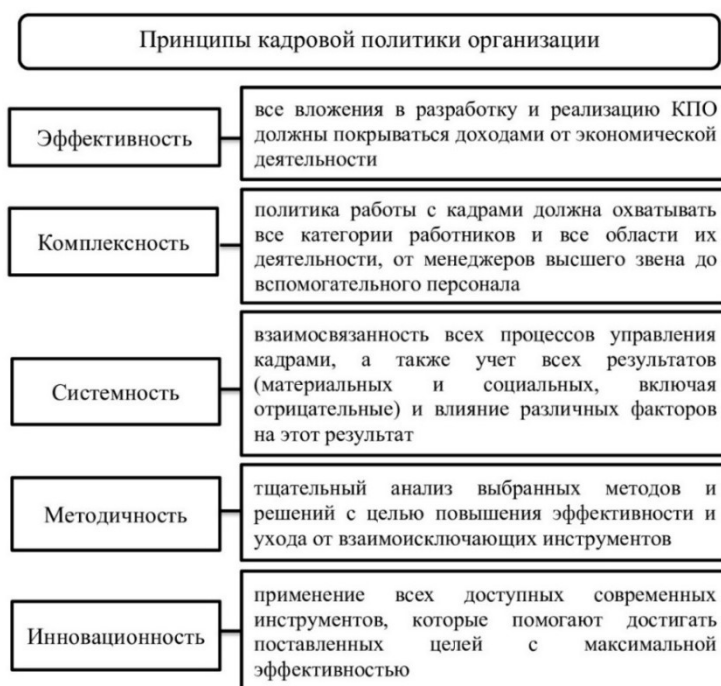 Принципы кадровой политики организации
Эффективность
все вложения в разработку и реализацию КПО
должны покрываться доходами от экономической
деятельности
Комплексность
политика работы с кадрами должна охватывать
все категории работников и все области их
деятельности, от менеджеров высшего звена до
вспомогательного персонала
Системность
взаимосвязанность всех процессов управления
кадрами, а также учет всех результатов
(материальных и социальных, включая
отрицательные) и влияние различных факторов
на этот результат
Методичность
тщательный анализ выбранных методов и
решений с целью повышения эффективности и
ухода от взаимоисключающих инструментов
Инновационность
применение всех доступных современных
инструментов, которые помогают достигать
поставленных целей с максимальной
эффективностью